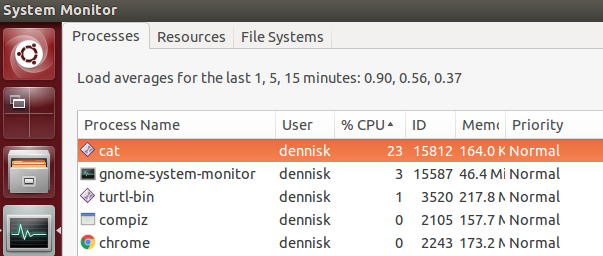 System Monitor
Processes Resources File Systems
Load averages for the last 1, 5, 15 minutes: 0.90, 0.56, 0.37
Process Name User % CPU ID Memo Priority
cat dennisk 23 15812 164.0 K Normal
gnome-system-monitor dennisk 3 15587 46.4 Mi Normal
turtl-bin dennisk 1 3520 217.8 M Normal
compiz dennisk 0 2105 157.7 M Normal
chrome dennisk 0 2243 173.2 M Normal